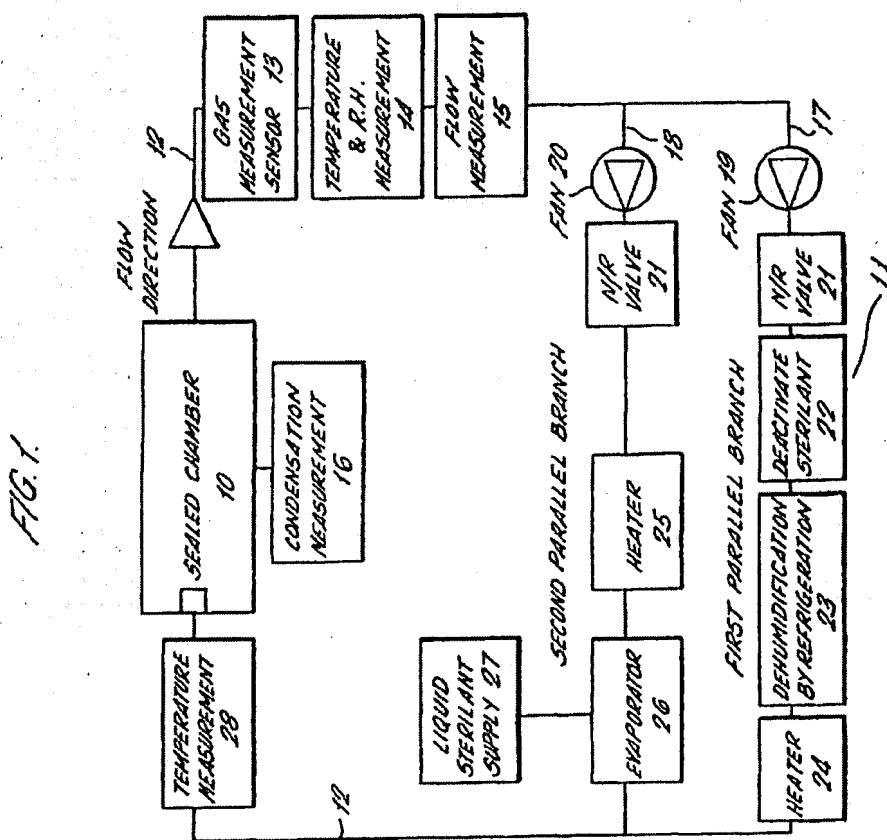 FIG. 1.
FLOW
DIRECTION
12
TEMPERATURE
MEASUREMENT
28
SEALED CHAMBER
10
CONDENSATION
MEASUREMENT
16
GAS
MEASUREMENT
SENSOR 13
TEMPERATURE
& R.H.
MEASUREMENT
14
FLOW
MEASUREMENT
15
12
LIQUID
STERILANT
SUPPLY 27
SECOND PARALLEL BRANCH
EVAPORATOR
26
HEATER
25
N/R
VALVE
21
FAN 20
18
FIRST PARALLEL BRANCH
HEATER
24
DEHUMIDIFICATION
BY REFRIGERATION
23
DEACTIVATE
STERILANT
22
N/R
VALVE
21
FAN 19
17
11